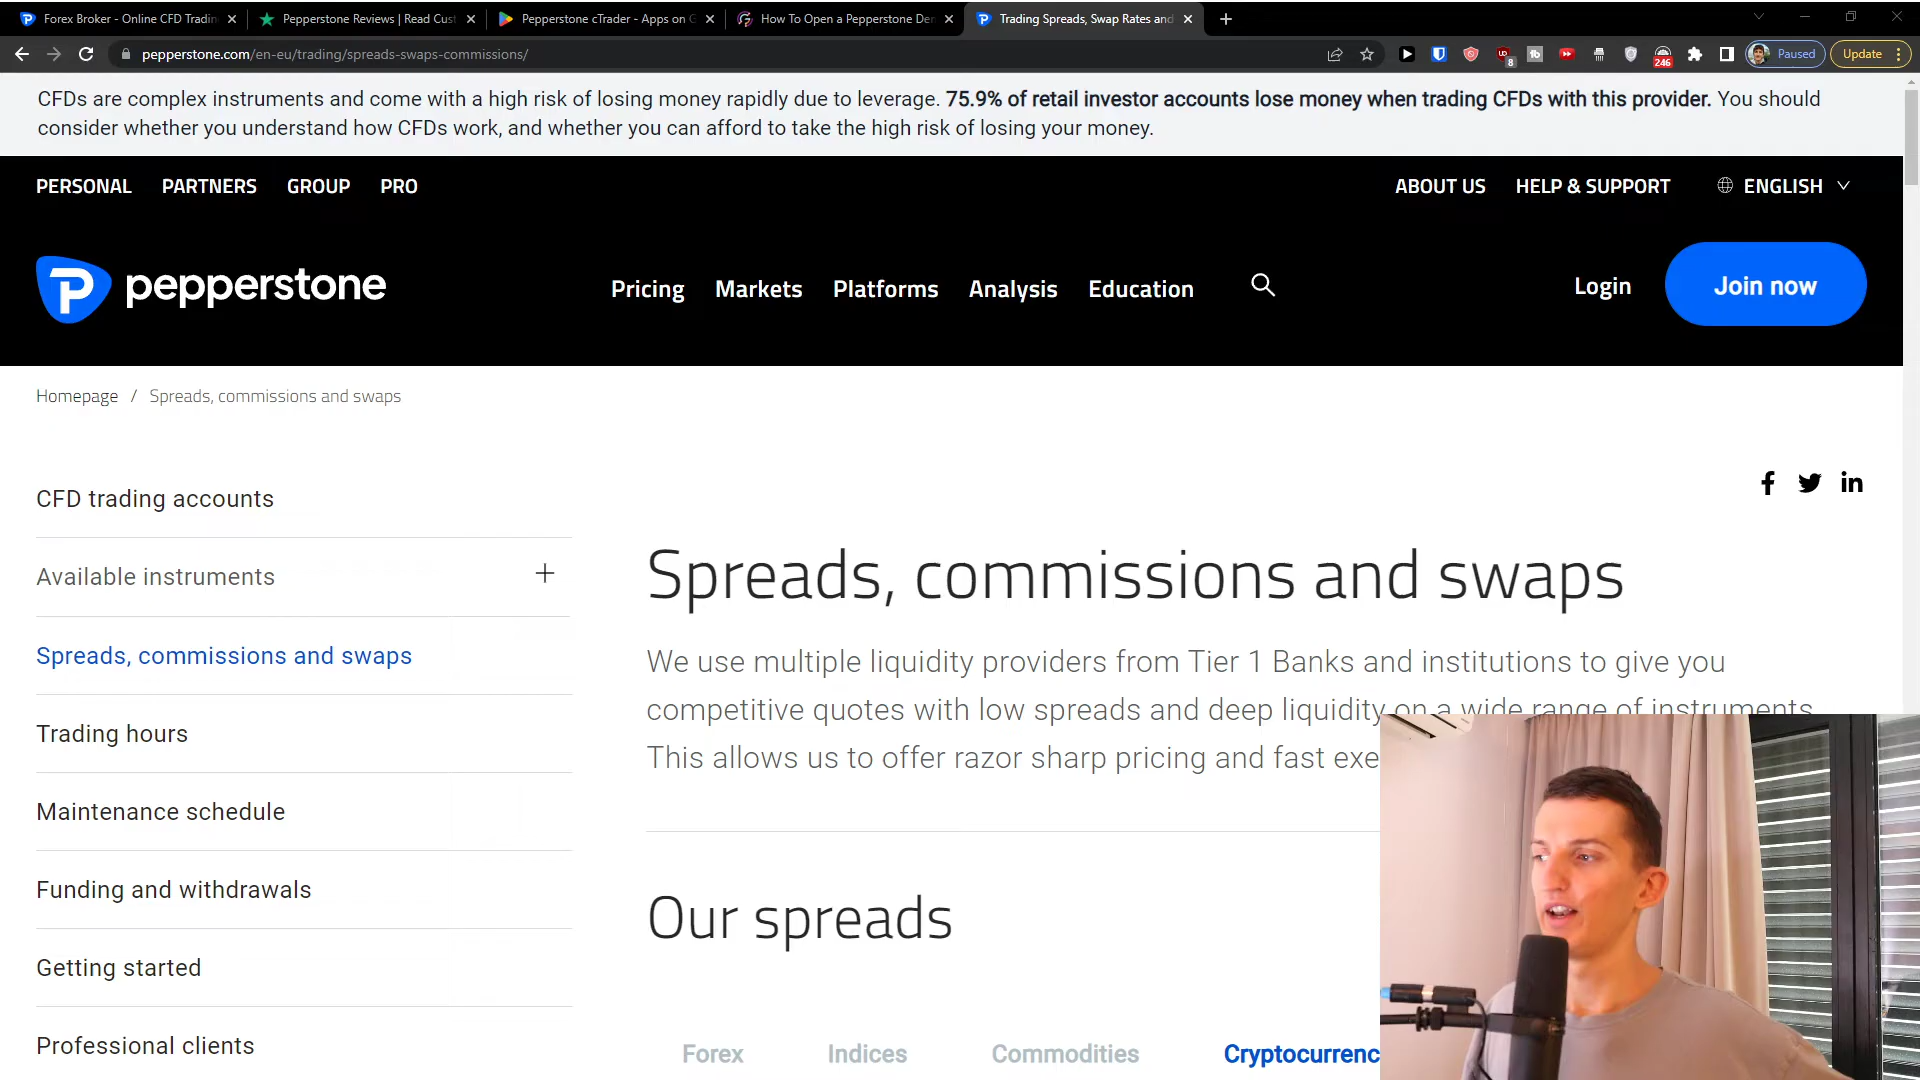 Forex Broker - Online CFD Tradin
Pepperstone Reviews | Read Cust
Pepperstone cTrader - Apps on G
How To Open a Pepperstone Der
Trading Spreads, Swap Rates and
pepperstone.com/en-eu/trading/spreads-swaps-commissions/
8
246
Paused
Update
CFDs are complex instruments and come with a high risk of losing money rapidly due to leverage. 75.9% of retail investor accounts lose money when trading CFDs with this provider. You should
consider whether you understand how CFDs work, and whether you can afford to take the high risk of losing your money.
PERSONAL PARTNERS GROUP PRO
ABOUT US HELP & SUPPORT ENGLISH
pepperstone
Pricing Markets Platforms Analysis Education
Login
Join now
Homepage / Spreads, commissions and swaps
CFD trading accounts
Available instruments
Spreads, commissions and swaps
Trading hours
Maintenance schedule
Funding and withdrawals
Getting started
Professional clients
Spreads, commissions and swaps
We use multiple liquidity providers from Tier 1 Banks and institutions to give you
competitive quotes with low spreads and deep liquidity on a wide range of instruments
This allows us to offer razor sharp pricing and fast exe
Our spreads
Forex Indices Commodities Cryptocurrenc